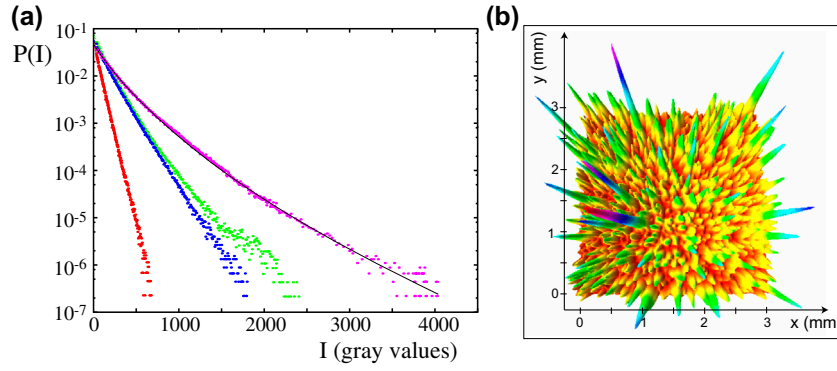 (a)
P(I)
10-1
10-2
10-3
10-4
10-5
10-6
10-7
0 1000 2000 3000 4000
I (gray values)
(b)
y (mm)
3
2
1
0
0 1 2 3
x (mm